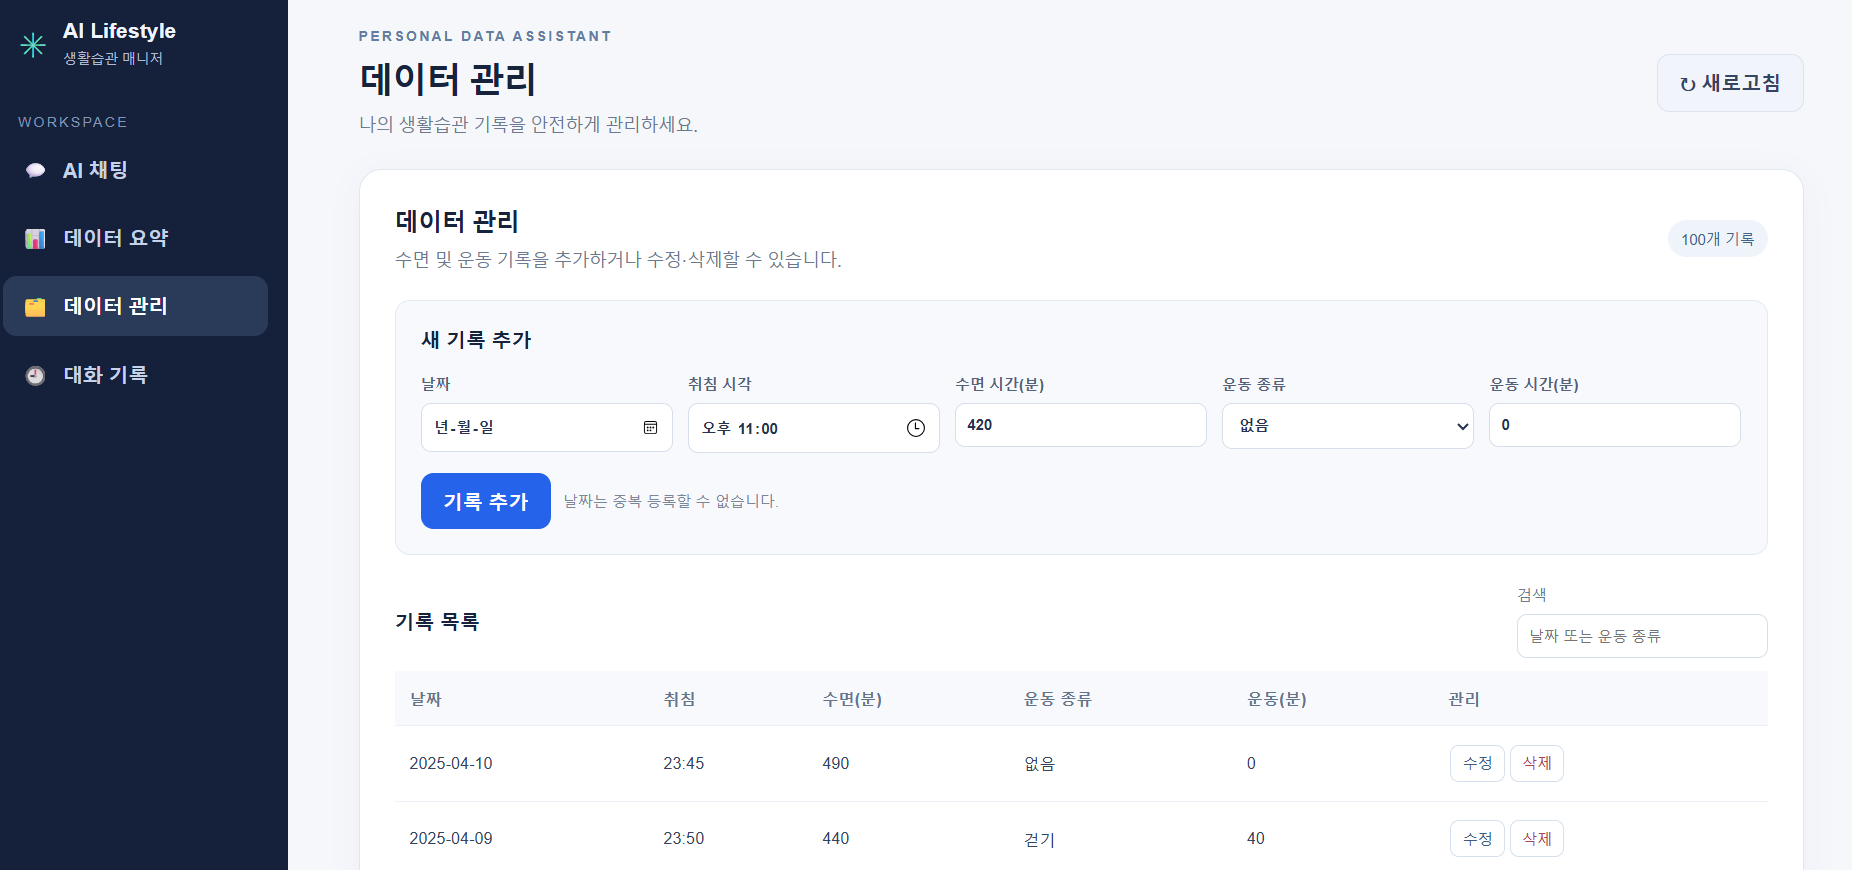 AI Lifestyle
생활습관 매니저
WORKSPACE
AI 채팅
데이터 요약
데이터 관리
대화 기록
PERSONAL DATA ASSISTANT
데이터 관리
나의 생활습관 기록을 안전하게 관리하세요.
↻ 새로고침
데이터 관리
수면 및 운동 기록을 추가하거나 수정·삭제할 수 있습니다.
100개 기록
새 기록 추가
날짜 취침 시각 수면 시간(분) 운동 종류 운동 시간(분)
년-월-일 오후 11:00 420 없음 0
기록 추가 날짜는 중복 등록할 수 없습니다.
기록 목록
검색
날짜 또는 운동 종류
날짜 취침 수면(분) 운동 종류 운동(분) 관리
2025-04-10 23:45 490 없음 0 수정 삭제
2025-04-09 23:50 440 걷기 40 수정 삭제